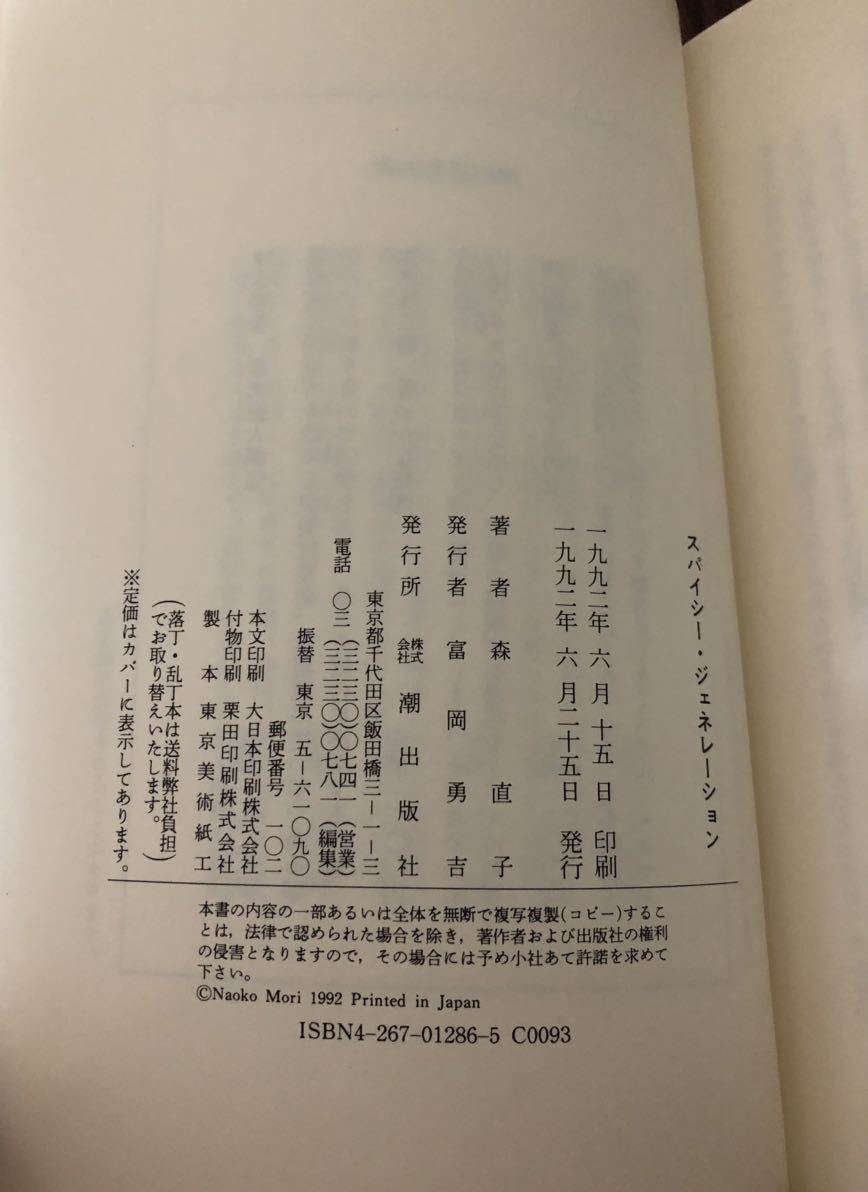 スパイシー・ジェネレーション
一九九二年 六 月 十五 日 印刷
一九九二年 六 月二十五日 発行
著 者 森 直 子
発行者 富 岡 勇 吉
発行所 株式会社 潮 出 版 社
東京都千代田区飯田橋三−一−三
電話 〇三(三二三〇)〇七四一(営業)
(三二三〇)〇七八一(編集)
振替 東京 五−六一〇九〇
郵便番号 一〇二
本文印刷 大日本印刷株式会社
付物印刷 栗田印刷株式会社
製 本 東 京 美 術 紙 工
(落丁・乱丁本は送料弊社負担)
でお取り替えいたします。
※定価はカバーに表示してあります。
本書の内容の一部あるいは全体を無断で複写複製(コピー)するこ
とは,法律で認められた場合を除き,著作者および出版社の権利
の侵害となりますので,その場合には予め小社あて許諾を求めて
下さい。
©Naoko Mori 1992 Printed in Japan
ISBN4-267-01286-5 C0093